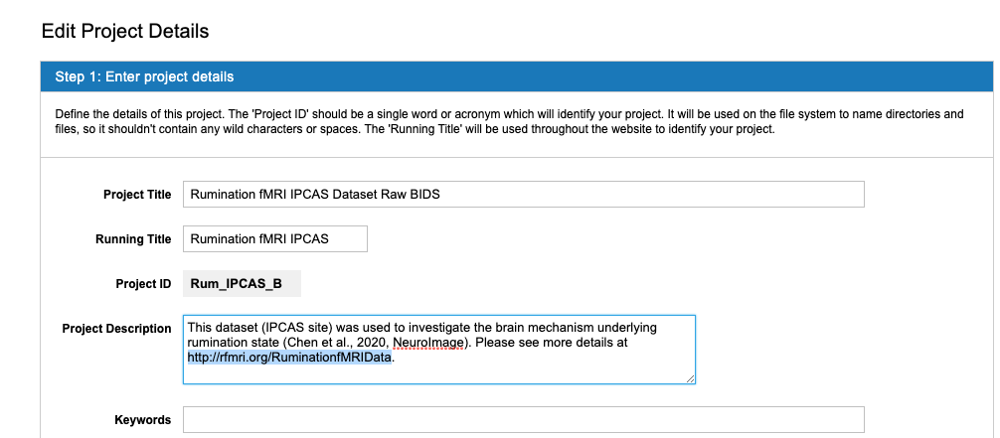 Edit Project Details
Step 1: Enter project details
Define the details of this project. The 'Project ID' should be a single word or acronym which will identify your project. It will be used on the file system to name directories and
files, so it shouldn't contain any wild characters or spaces. The 'Running Title' will be used throughout the website to identify your project.
Project Title Rumination fMRI IPCAS Dataset Raw BIDS
Running Title Rumination fMRI IPCAS
Project ID Rum_IPCAS_B
Project Description This dataset (IPCAS site) was used to investigate the brain mechanism underlying
rumination state (Chen et al., 2020, NeuroImage). Please see more details at
http://rfmri.org/RuminationfMRIData.
Keywords